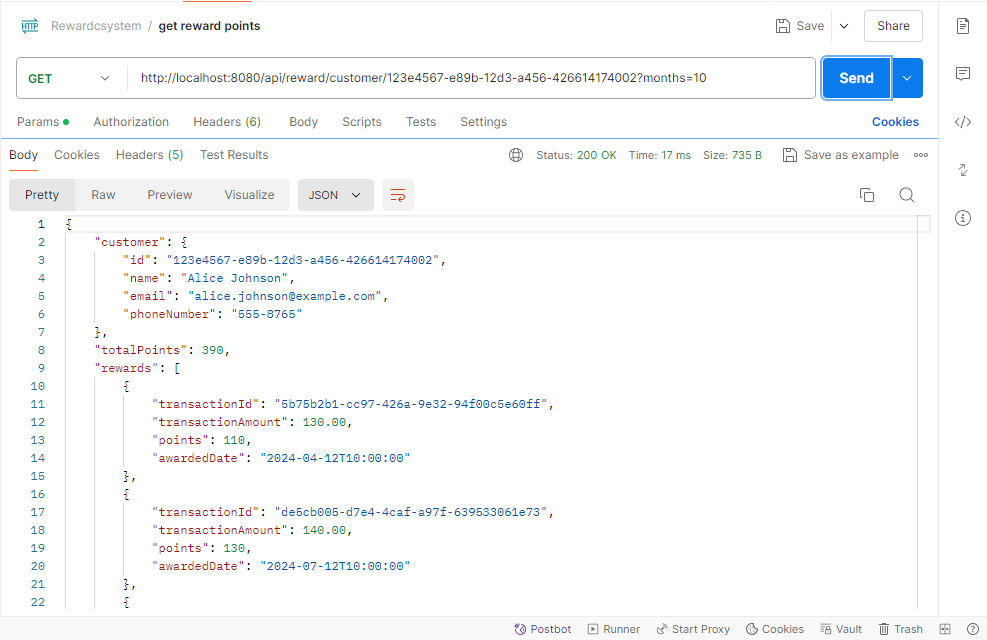 HTTP Rewardcsystem / get reward points Save Share
GET http://localhost:8080/api/reward/customer/123e4567-e89b-12d3-a456-426614174002?months=10 Send
Params Authorization Headers (6) Body Scripts Tests Settings Cookies
Body Cookies Headers (5) Test Results Status: 200 OK Time: 17 ms Size: 735 B Save as example
Pretty Raw Preview Visualize JSON
1 {
2 "customer": {
3 "id": "123e4567-e89b-12d3-a456-426614174002",
4 "name": "Alice Johnson",
5 "email": "alice.johnson@example.com",
6 "phoneNumber": "555-8765"
7 },
8 "totalPoints": 390,
9 "rewards": [
10 {
11 "transactionId": "5b75b2b1-cc97-426a-9e32-94f00c5e60ff",
12 "transactionAmount": 130.00,
13 "points": 110,
14 "awardedDate": "2024-04-12T10:00:00"
15 },
16 {
17 "transactionId": "de5cb005-d7e4-4caf-a97f-639533061e73",
18 "transactionAmount": 140.00,
19 "points": 130,
20 "awardedDate": "2024-07-12T10:00:00"
21 },
22 {
Postbot Runner Start Proxy Cookies Vault Trash